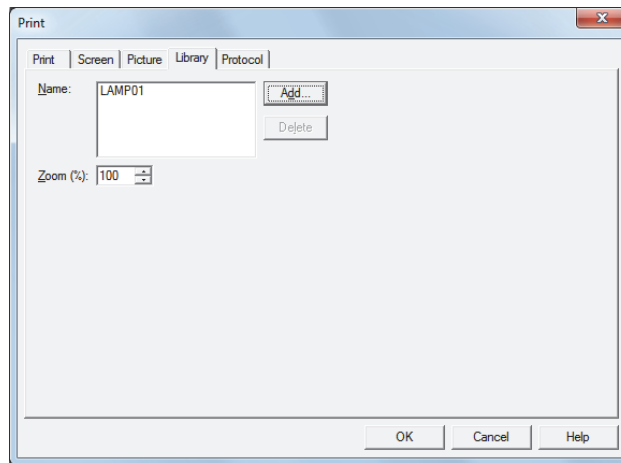 Print
Print Screen Picture Library Protocol
Name: LAMP01 Add...
Delete
Zoom (%): 100
OK Cancel Help